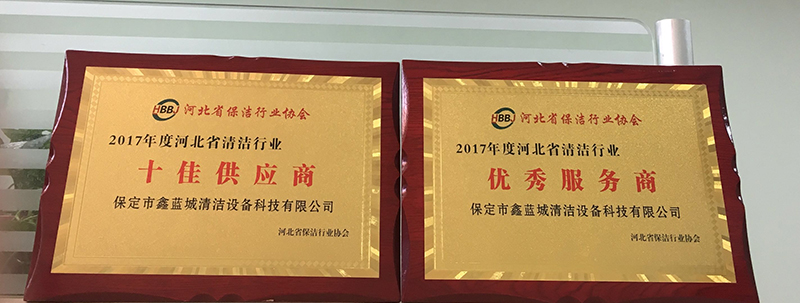 HBBJ 河北省保洁行业协会
2017年度河北省清洁行业
十佳供应商
保定市鑫蓝城清洁设备科技有限公司
河北省保洁行业协会
HBBJ 河北省保洁行业协会
2017年度河北省清洁行业
优秀服务商
保定市鑫蓝城清洁设备科技有限公司
河北省保洁行业协会